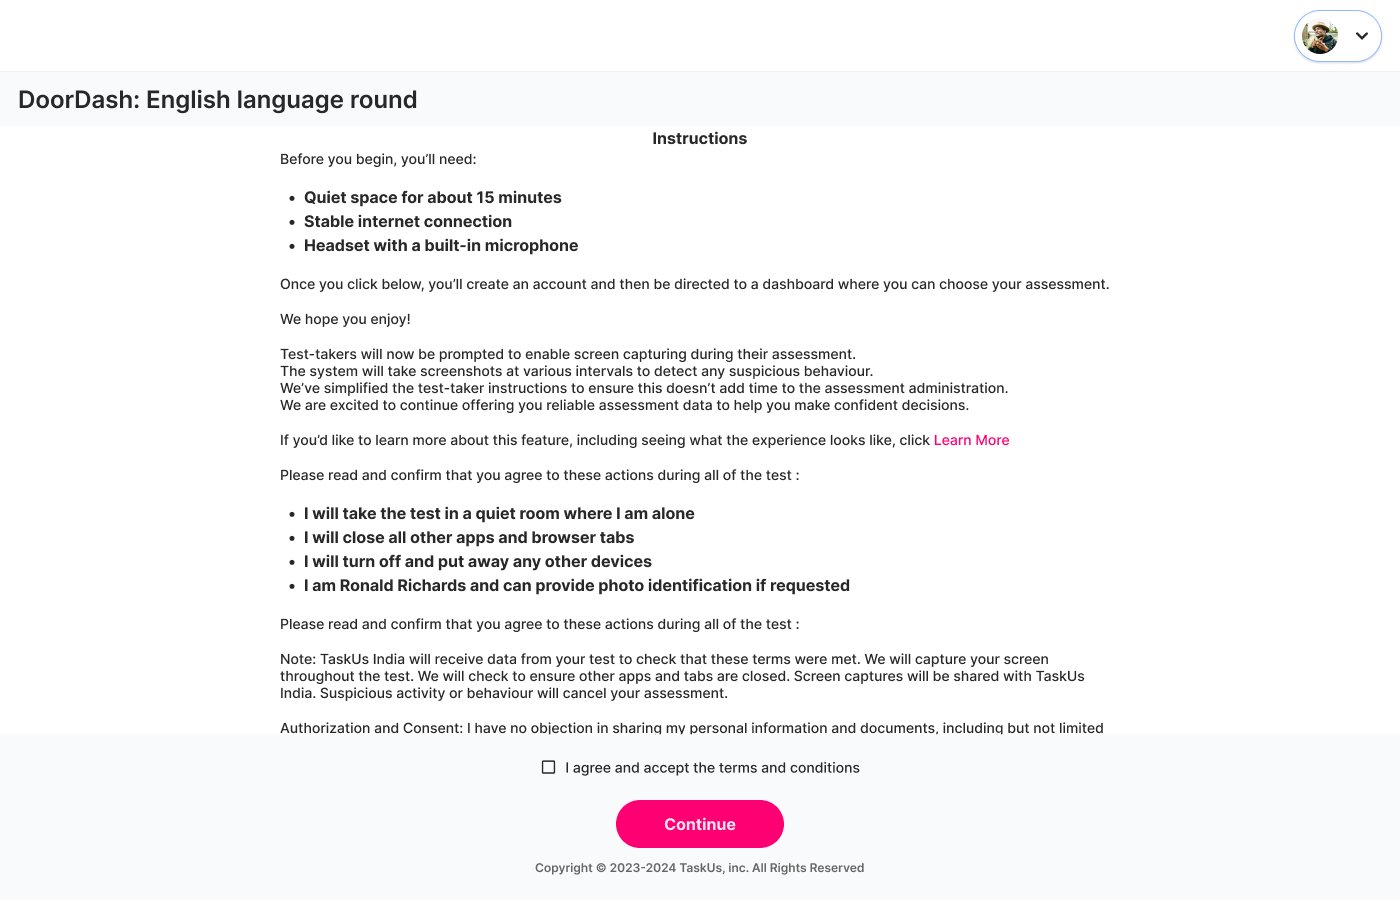 DoorDash: English language round
Instructions
Before you begin, you’ll need:
• Quiet space for about 15 minutes
• Stable internet connection
• Headset with a built-in microphone
Once you click below, you’ll create an account and then be directed to a dashboard where you can choose your assessment.
We hope you enjoy!
Test-takers will now be prompted to enable screen capturing during their assessment.
The system will take screenshots at various intervals to detect any suspicious behaviour.
We’ve simplified the test-taker instructions to ensure this doesn’t add time to the assessment administration.
We are excited to continue offering you reliable assessment data to help you make confident decisions.
If you’d like to learn more about this feature, including seeing what the experience looks like, click Learn More
Please read and confirm that you agree to these actions during all of the test :
• I will take the test in a quiet room where I am alone
• I will close all other apps and browser tabs
• I will turn off and put away any other devices
• I am Ronald Richards and can provide photo identification if requested
Please read and confirm that you agree to these actions during all of the test :
Note: TaskUs India will receive data from your test to check that these terms were met. We will capture your screen
throughout the test. We will check to ensure other apps and tabs are closed. Screen captures will be shared with TaskUs
India. Suspicious activity or behaviour will cancel your assessment.
Authorization and Consent: I have no objection in sharing my personal information and documents, including but not limited
I agree and accept the terms and conditions
Continue
Copyright © 2023-2024 TaskUs, inc. All Rights Reserved